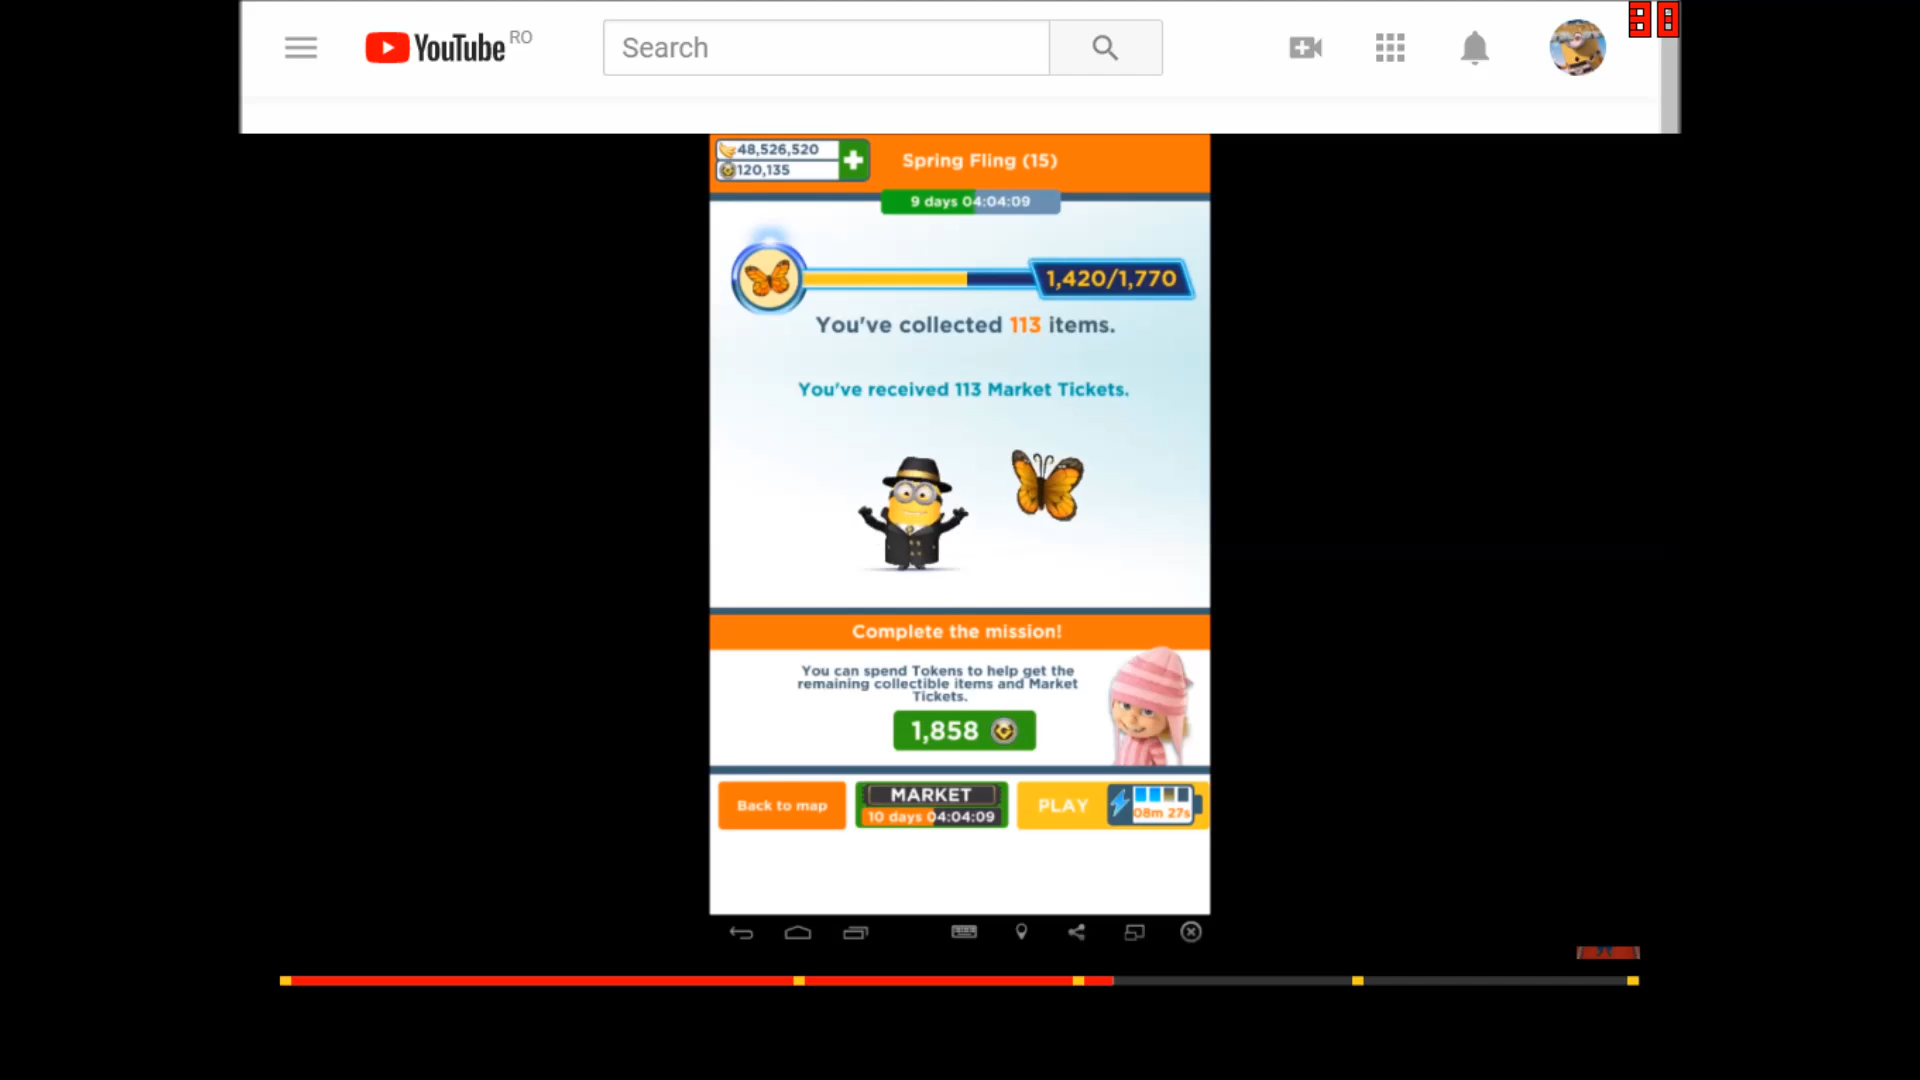 YouTube RO
Search
30
48,526,520
120,135
Spring Fling (15)
9 days 04:04:09
1,420/1,770
You've collected 113 items.
You've received 113 Market Tickets.
Complete the mission!
You can spend Tokens to help get the
remaining collectible items and Market
Tickets.
1,858
Back to map
MARKET
10 days 04:04:09
PLAY
08m 27s